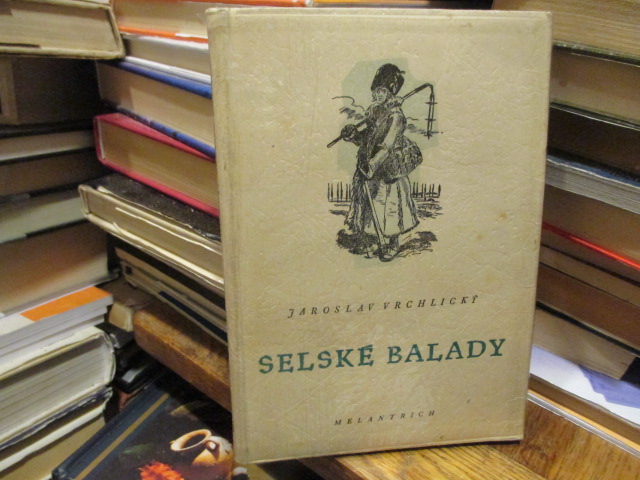 JAROSLAV VRCHLICKÝ
SELSKÉ BALADY
MELANTRICH